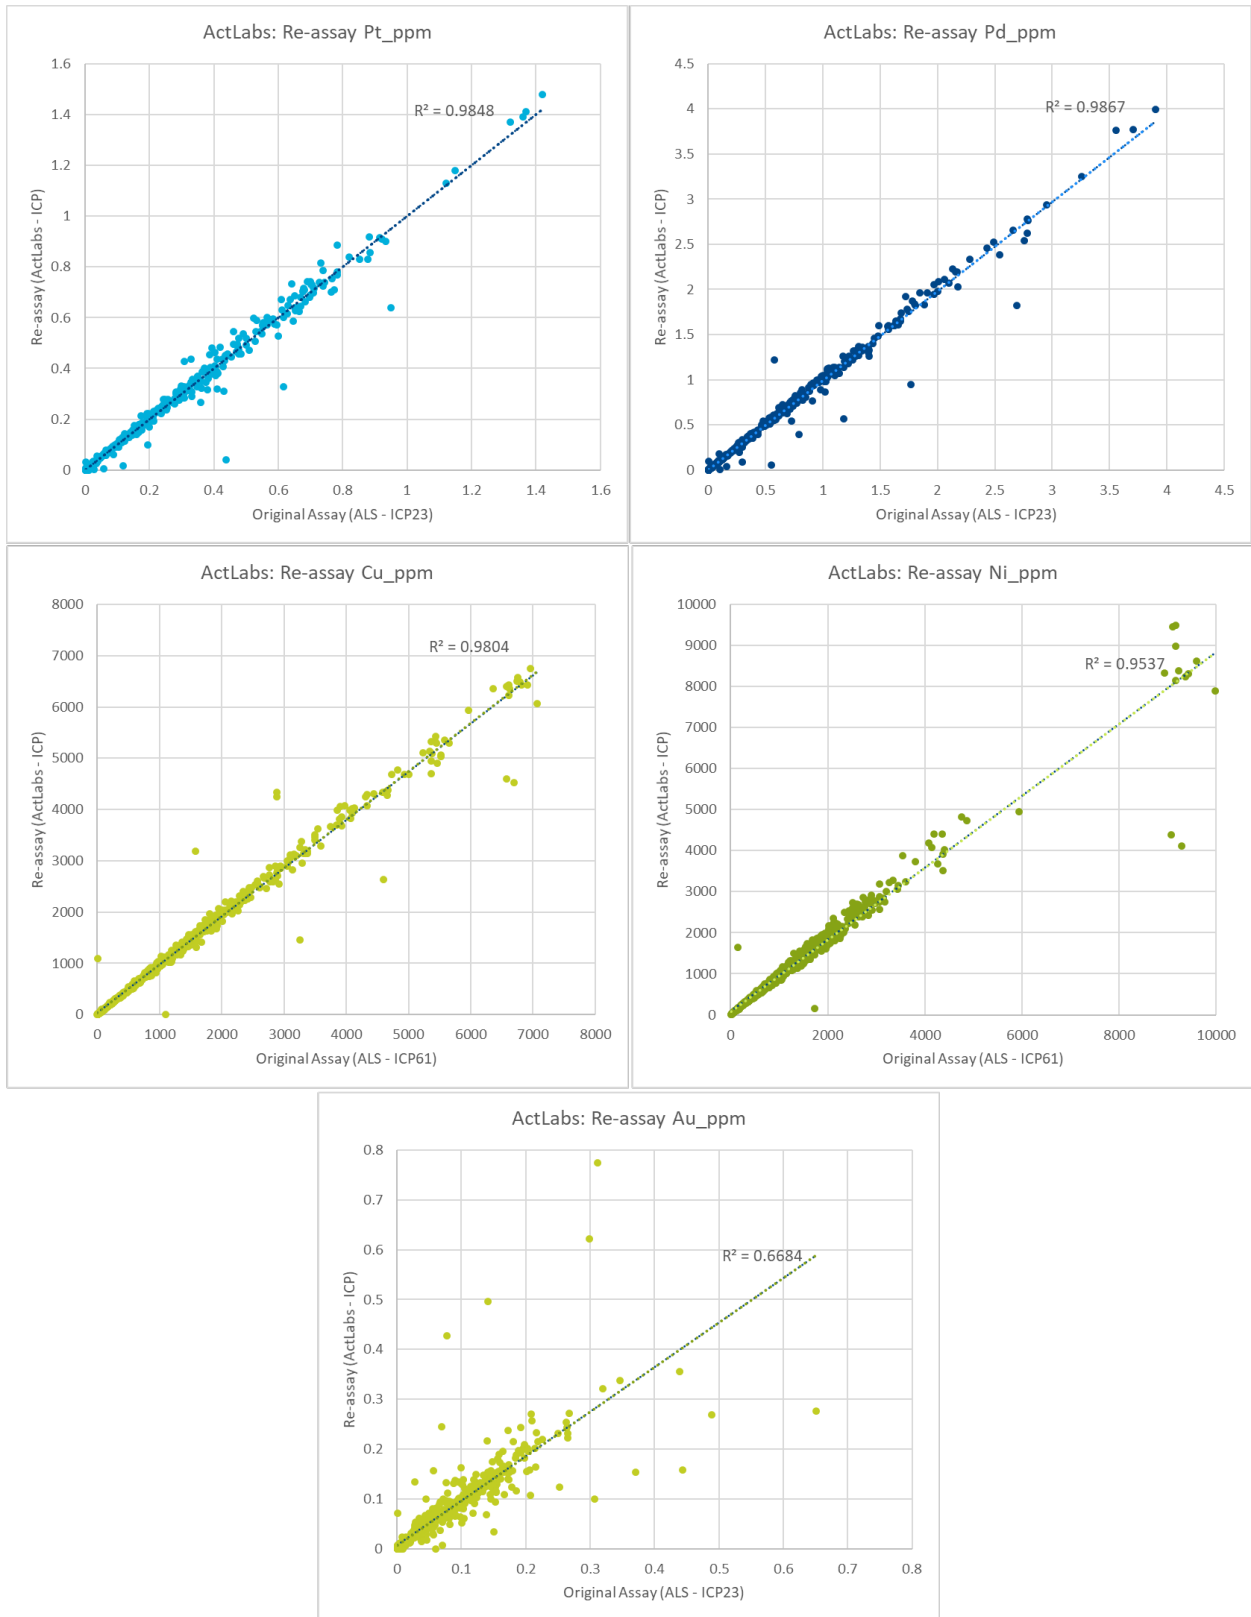 ActLabs: Re-assay Pt_ppm
1.6
1.4
1.2
1
0.8
0.6
0.4
0.2
0
R² = 0.9848
Re-assay (ActLabs - ICP)
0 0.2 0.4 0.6 0.8 1 1.2 1.4 1.6
Original Assay (ALS - ICP23)
ActLabs: Re-assay Pd_ppm
4.5
4
3.5
3
2.5
2
1.5
1
0.5
0
R² = 0.9867
Re-assay (ActLabs - ICP)
0 0.5 1 1.5 2 2.5 3 3.5 4 4.5
Original Assay (ALS - ICP23)
ActLabs: Re-assay Cu_ppm
8000
7000
6000
5000
4000
3000
2000
1000
0
R² = 0.9804
Re-assay (ActLabs - ICP)
0 1000 2000 3000 4000 5000 6000 7000 8000
Original Assay (ALS - ICP61)
ActLabs: Re-assay Ni_ppm
10000
9000
8000
7000
6000
5000
4000
3000
2000
1000
0
R² = 0.9537
Re-assay (ActLabs - ICP)
0 2000 4000 6000 8000 10000
Original Assay (ALS - ICP61)
ActLabs: Re-assay Au_ppm
0.8
0.7
0.6
0.5
0.4
0.3
0.2
0.1
0
R² = 0.6684
Re-assay (ActLabs - ICP)
0 0.1 0.2 0.3 0.4 0.5 0.6 0.7 0.8
Original Assay (ALS - ICP23)